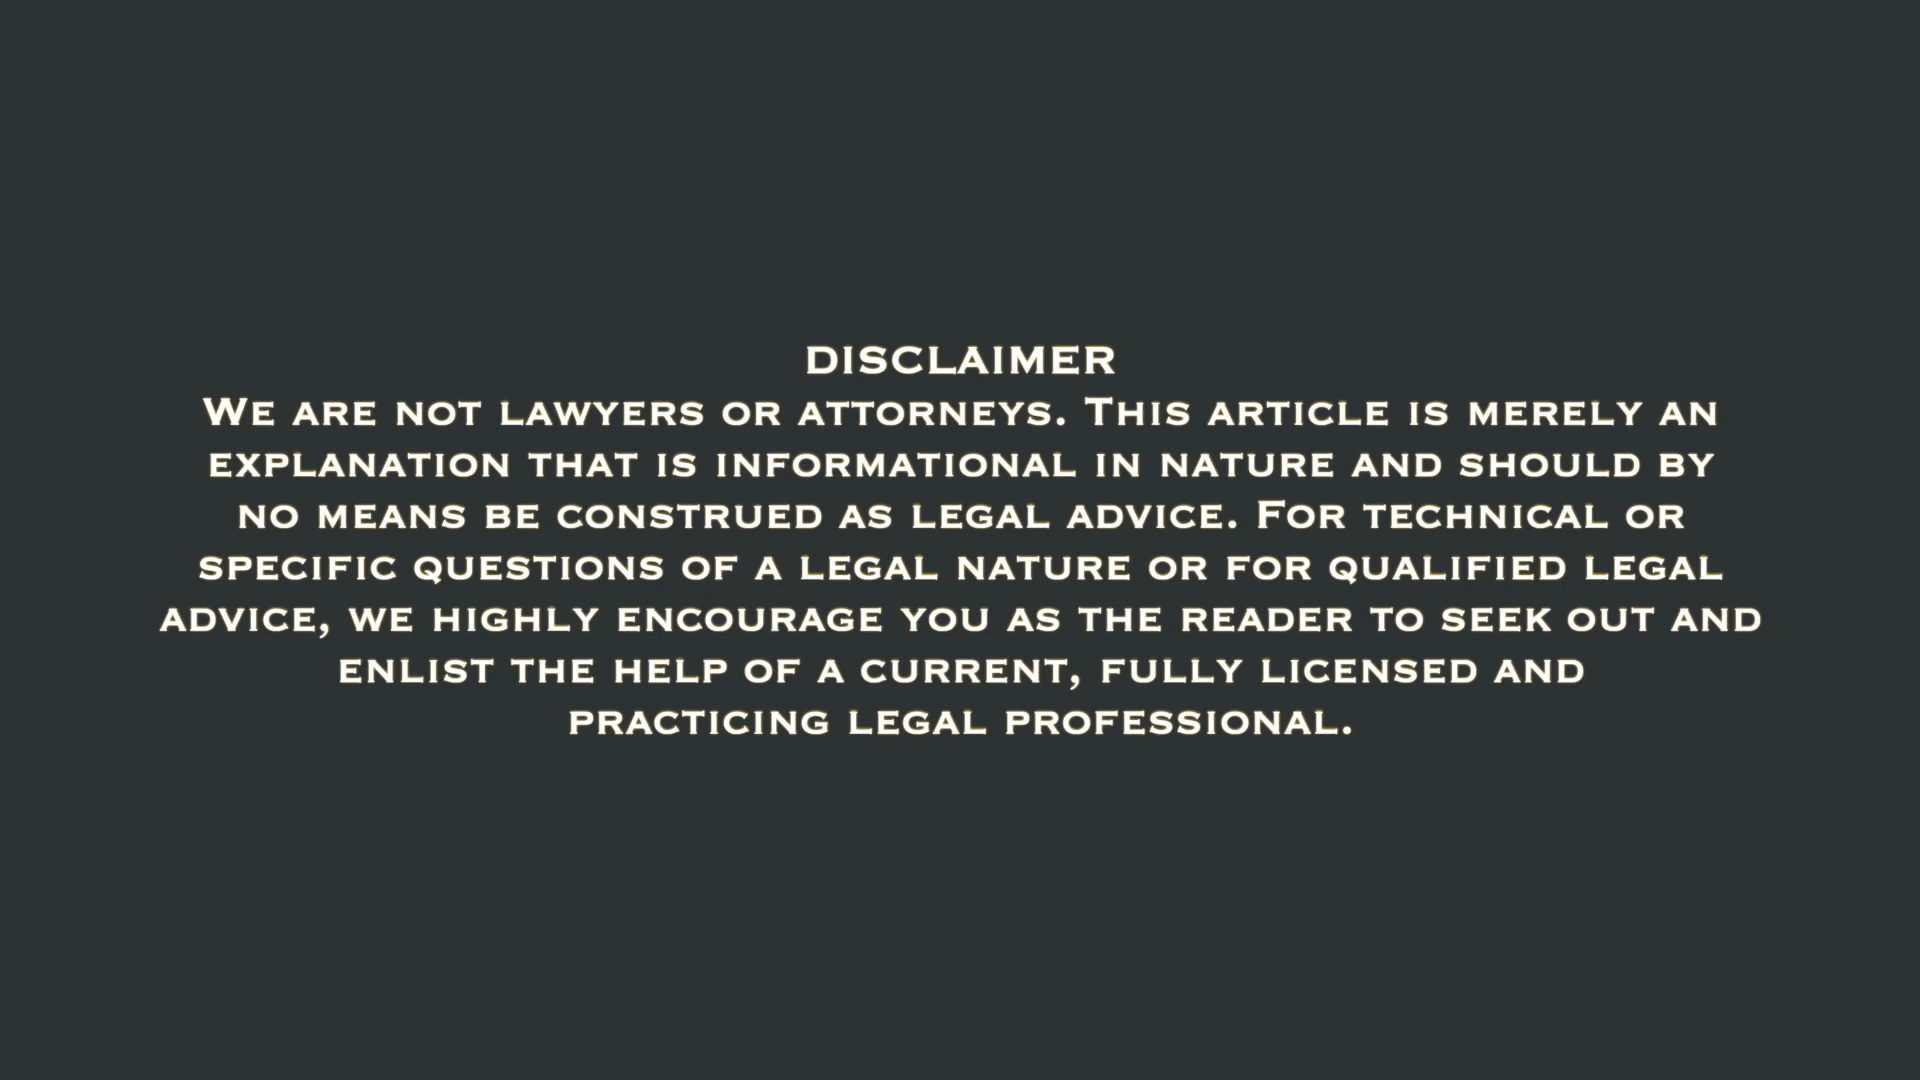 DISCLAIMER
We are not lawyers or attorneys. This article is merely an
explanation that is informational in nature and should by
no means be construed as legal advice. For technical or
specific questions of a legal nature or for qualified legal
advice, we highly encourage you as the reader to seek out and
enlist the help of a current, fully licensed and
practicing legal professional.